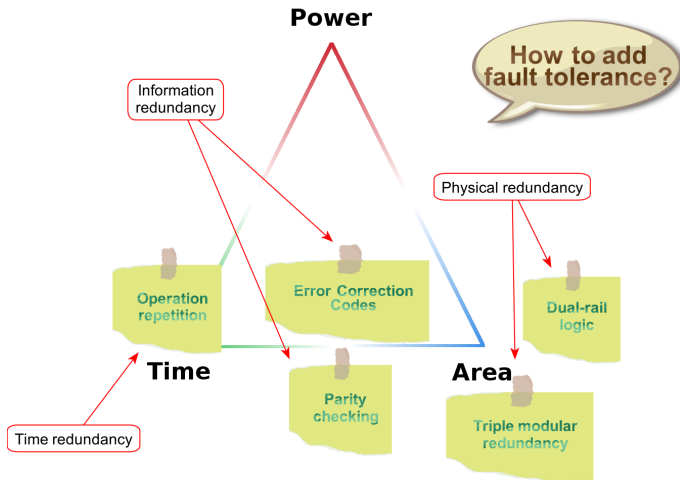 Power
How to add
fault tolerance?
Information
redundancy
Physical redundancy
Operation
repetition
Error Correction
Codes
Dual-rail
logic
Time
Area
Parity
checking
Triple modular
redundancy
Time redundancy